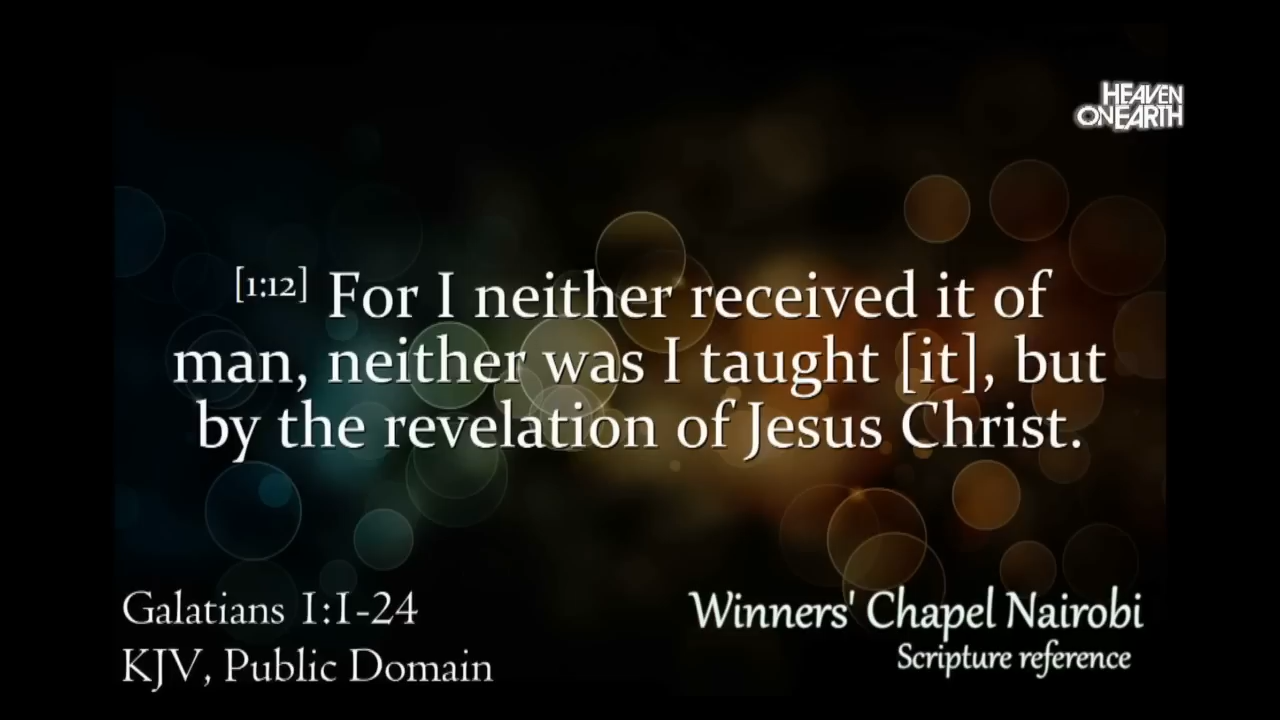 HEAVEN
ON EARTH
[1:12] For I neither received it of
man, neither was I taught [it], but
by the revelation of Jesus Christ.
Galatians 1:1-24
KJV, Public Domain
Winners' Chapel Nairobi
Scripture reference